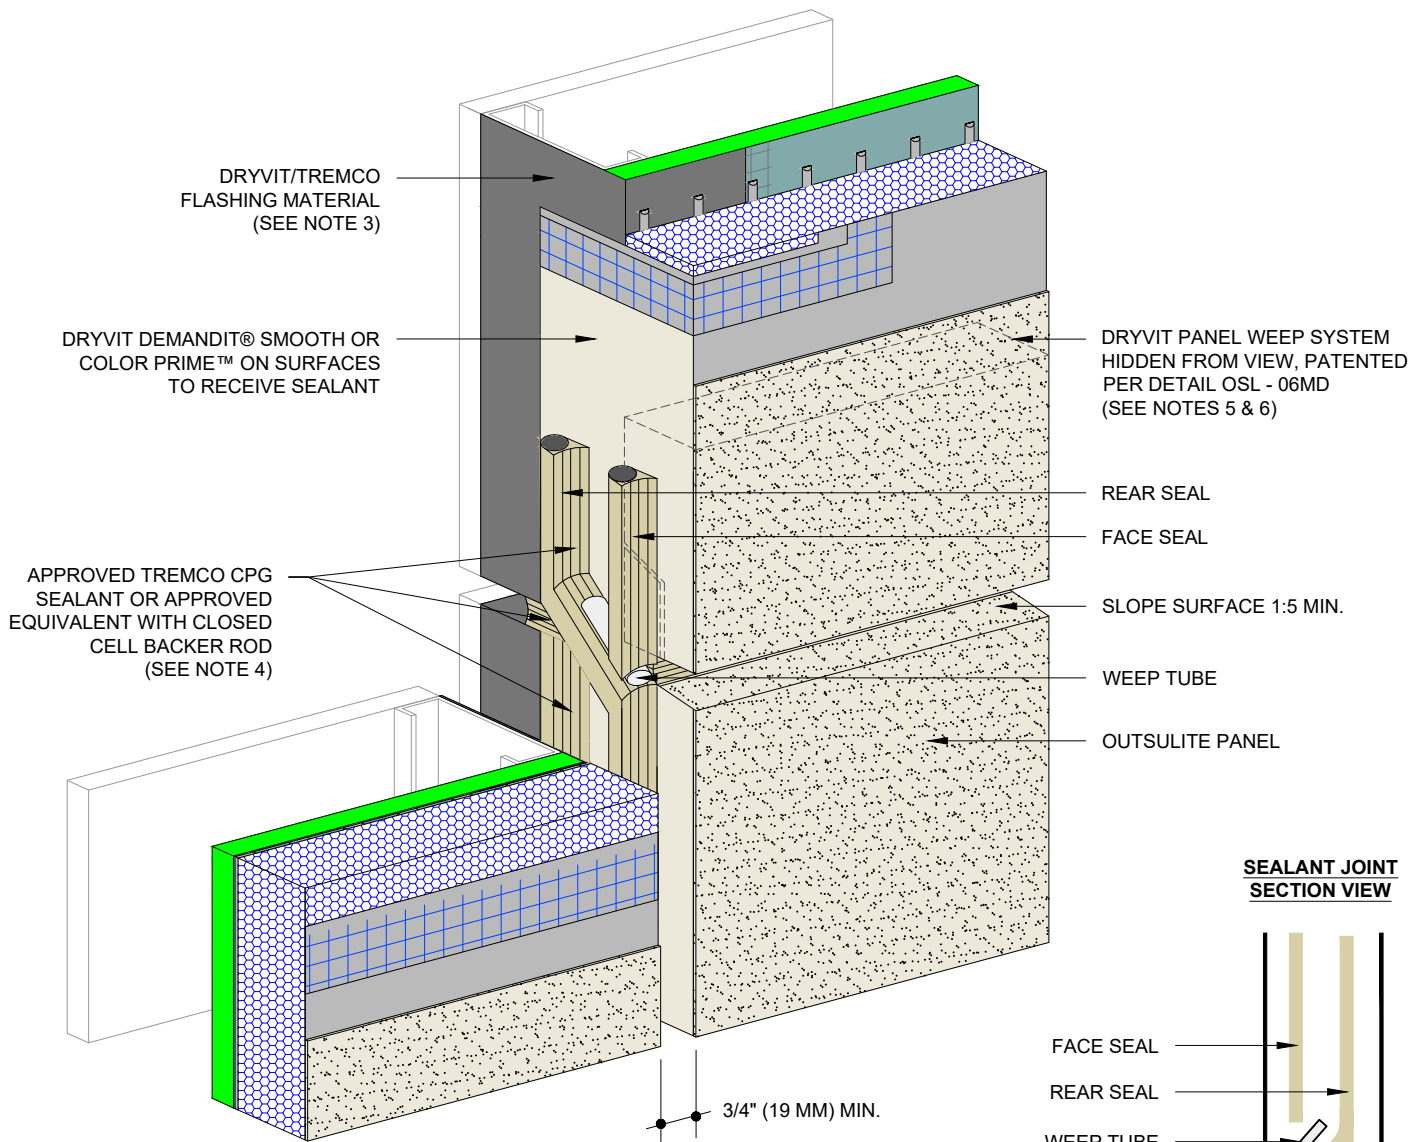 DRYVIT/TREMCO
FLASHING MATERIAL
(SEE NOTE 3)
DRYVIT DEMANDIT® SMOOTH OR
COLOR PRIME™ ON SURFACES
TO RECEIVE SEALANT
DRYVIT PANEL WEEP SYSTEM
HIDDEN FROM VIEW, PATENTED
PER DETAIL OSL - 06MD
(SEE NOTES 5 & 6)
REAR SEAL
FACE SEAL
APPROVED TREMCO CPG
SEALANT OR APPROVED
EQUIVALENT WITH CLOSED
CELL BACKER ROD
(SEE NOTE 4)
SLOPE SURFACE 1:5 MIN.
WEEP TUBE
OUTSULITE PANEL
SEALANT JOINT
SECTION VIEW
FACE SEAL
REAR SEAL
WEEP TUBE
3/4" (19 MM) MIN.